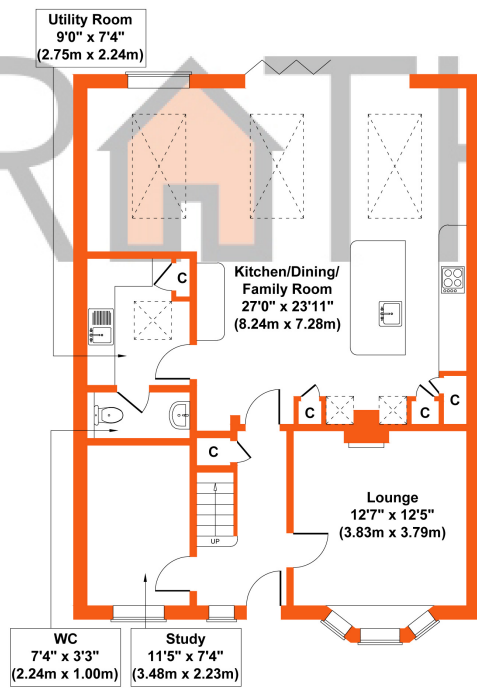 Utility Room
9'0" x 7'4"
(2.75m x 2.24m)
C
Kitchen/Dining/
Family Room
27'0" x 23'11"
(8.24m x 7.28m)
C
C
C
C
UP
Lounge
12'7" x 12'5"
(3.83m x 3.79m)
WC
7'4" x 3'3"
(2.24m x 1.00m)
Study
11'5" x 7'4"
(3.48m x 2.23m)